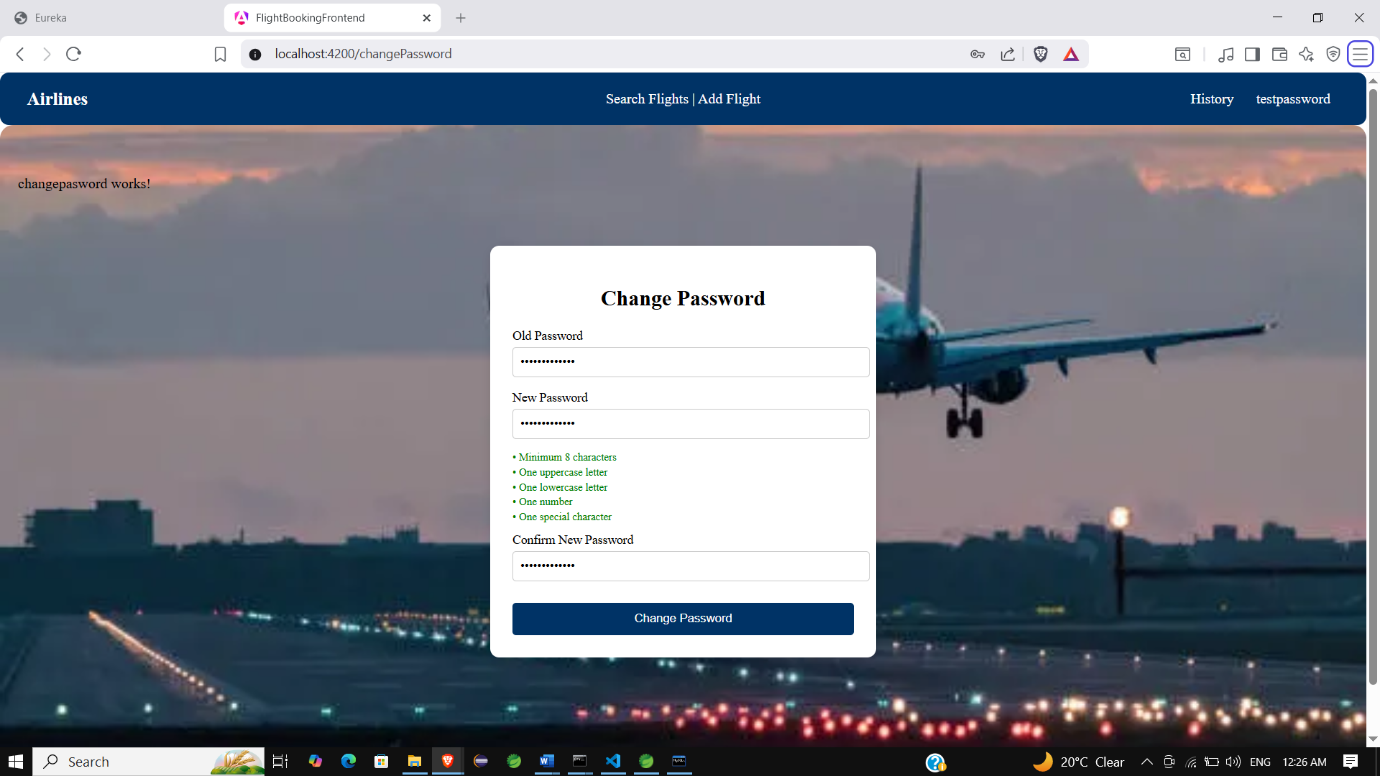 Eureka
FlightBookingFrontend
localhost:4200/changePassword
Airlines
Search Flights | Add Flight
History
testpassword
changepasword works!
Change Password
Old Password
•••••••••••••
New Password
•••••••••••••
• Minimum 8 characters
• One uppercase letter
• One lowercase letter
• One number
• One special character
Confirm New Password
•••••••••••••
Change Password
Search
20°C Clear
ENG
12:26 AM